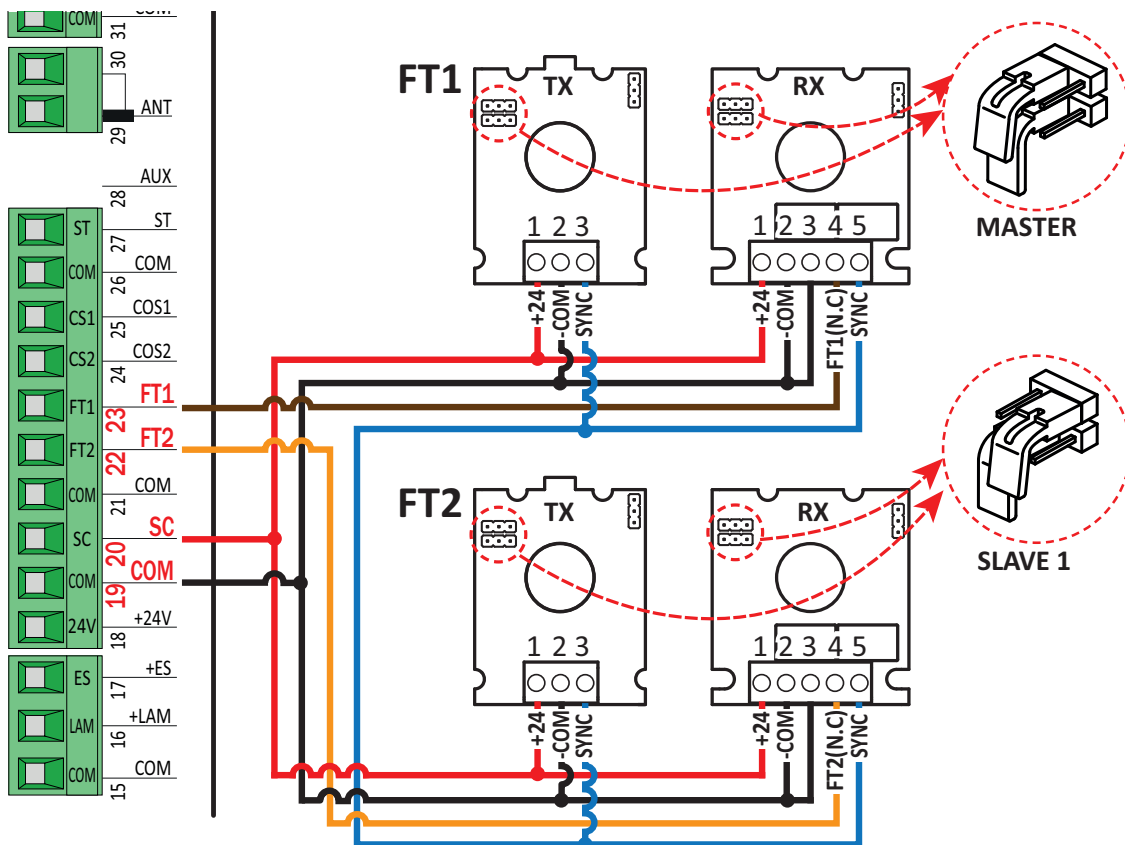 COM 31 COM
30
29 ANT
28 AUX
ST 27 ST
COM 26 COM
CS1 25 COS1
CS2 24 COS2
FT1 23 FT1
FT2 22 FT2
COM 21 COM
SC 20 SC
COM 19 COM
24V 18 +24V
ES 17 +ES
LAM 16 +LAM
COM 15 COM
FT1
TX
1 2 3
+24 -COM SYNC
RX
1 2 3 4 5
+24 -COM FT1(N.C) SYNC
MASTER
FT2
TX
1 2 3
+24 -COM SYNC
RX
1 2 3 4 5
+24 -COM FT2(N.C) SYNC
SLAVE 1